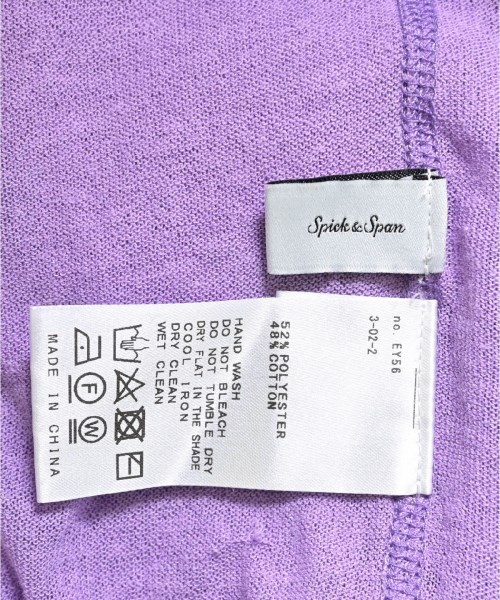 Spick & Span
no. EY56
3-02-2
52% POLYESTER
48% COTTON
HAND WASH
DO NOT BLEACH
DO NOT TUMBLE DRY
DRY FLAT IN THE SHADE
COOL IRON
DRY CLEAN
WET CLEAN
F W
MADE IN CHINA